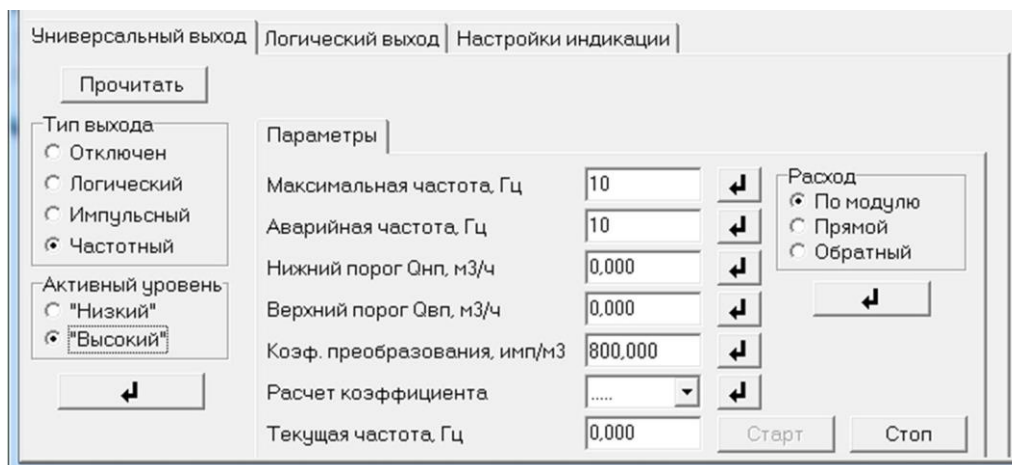 Универсальный выход Логический выход Настройки индикации
Прочитать
Тип выхода
Отключен
Логический
Импульсный
Частотный
Активный уровень
"Низкий"
"Высокий"
Параметры
Максимальная частота, Гц 10
Аварийная частота, Гц 10
Нижний порог Qнп, м3/ч 0,000
Верхний порог Qвп, м3/ч 0,000
Коэф. преобразования, имп/м3 800,000
Расчет коэффициента .....
Текущая частота, Гц 0,000
Старт Стоп
Расход
По модулю
Прямой
Обратный